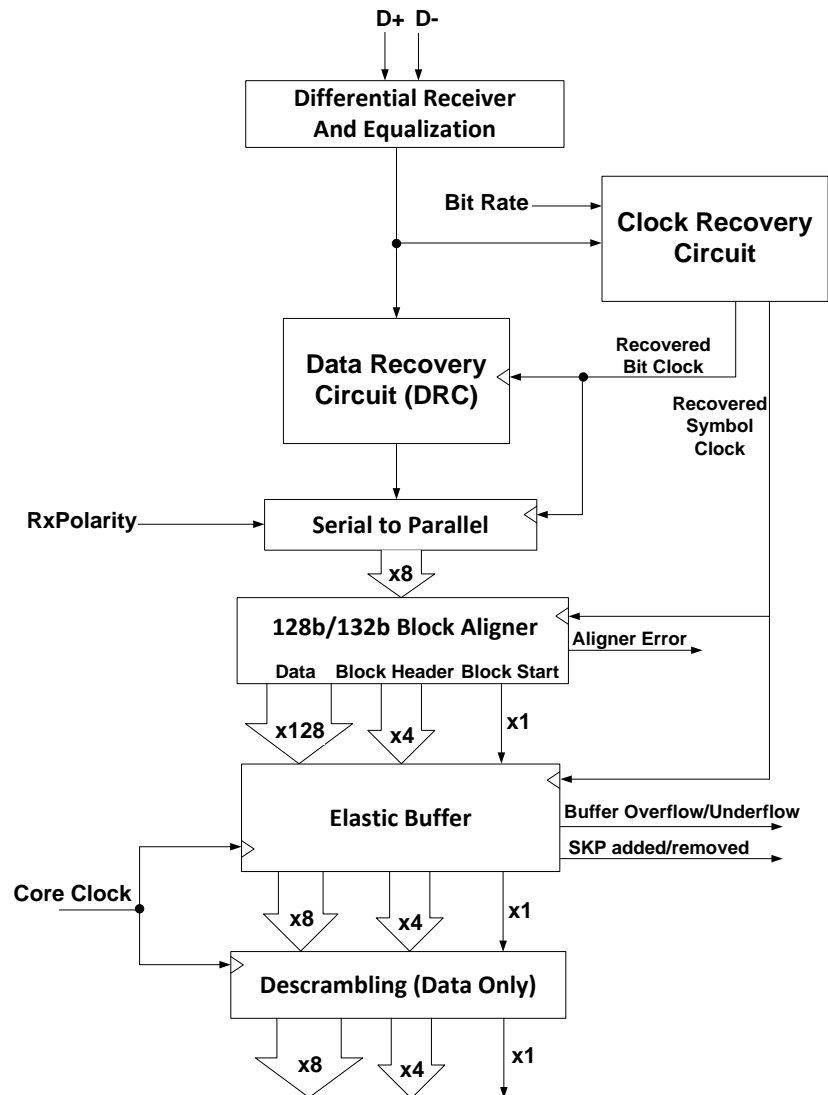 D+ D-
Differential Receiver
And Equalization
Bit Rate
Clock Recovery
Circuit
Data Recovery
Circuit (DRC)
Recovered
Bit Clock
Recovered
Symbol
Clock
RxPolarity
Serial to Parallel
x8
128b/132b Block Aligner
Data Block Header Block Start
Aligner Error
x128
x4
x1
Elastic Buffer
Buffer Overflow/Underflow
SKP added/removed
Core Clock
x8
x4
x1
Descrambling (Data Only)
x8
x4
x1